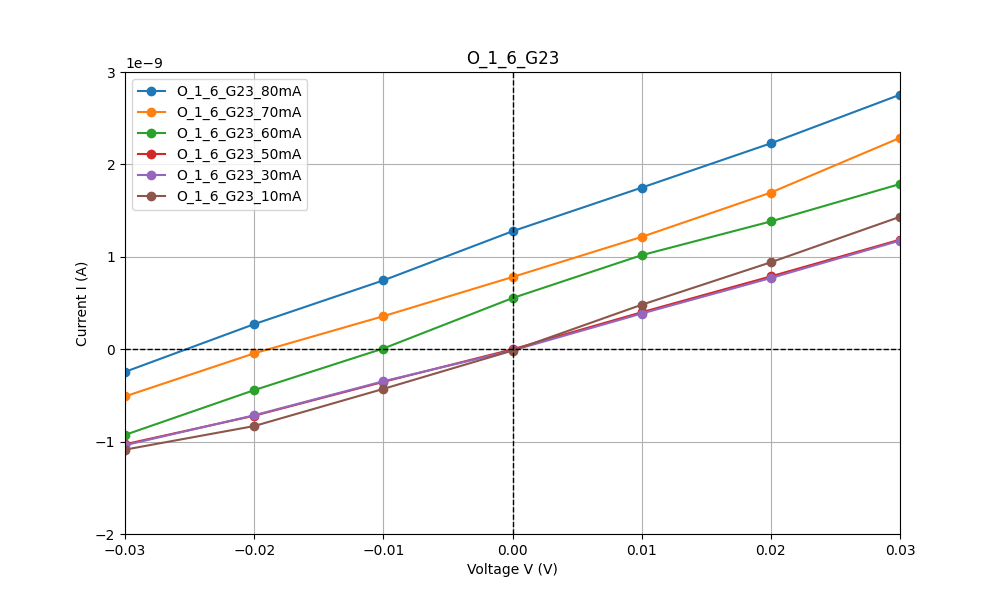 O_1_6_G23
1e−9
3
2
1
0
−1
−2
Current I (A)
O_1_6_G23_80mA
O_1_6_G23_70mA
O_1_6_G23_60mA
O_1_6_G23_50mA
O_1_6_G23_30mA
O_1_6_G23_10mA
−0.03 −0.02 −0.01 0.00 0.01 0.02 0.03
Voltage V (V)